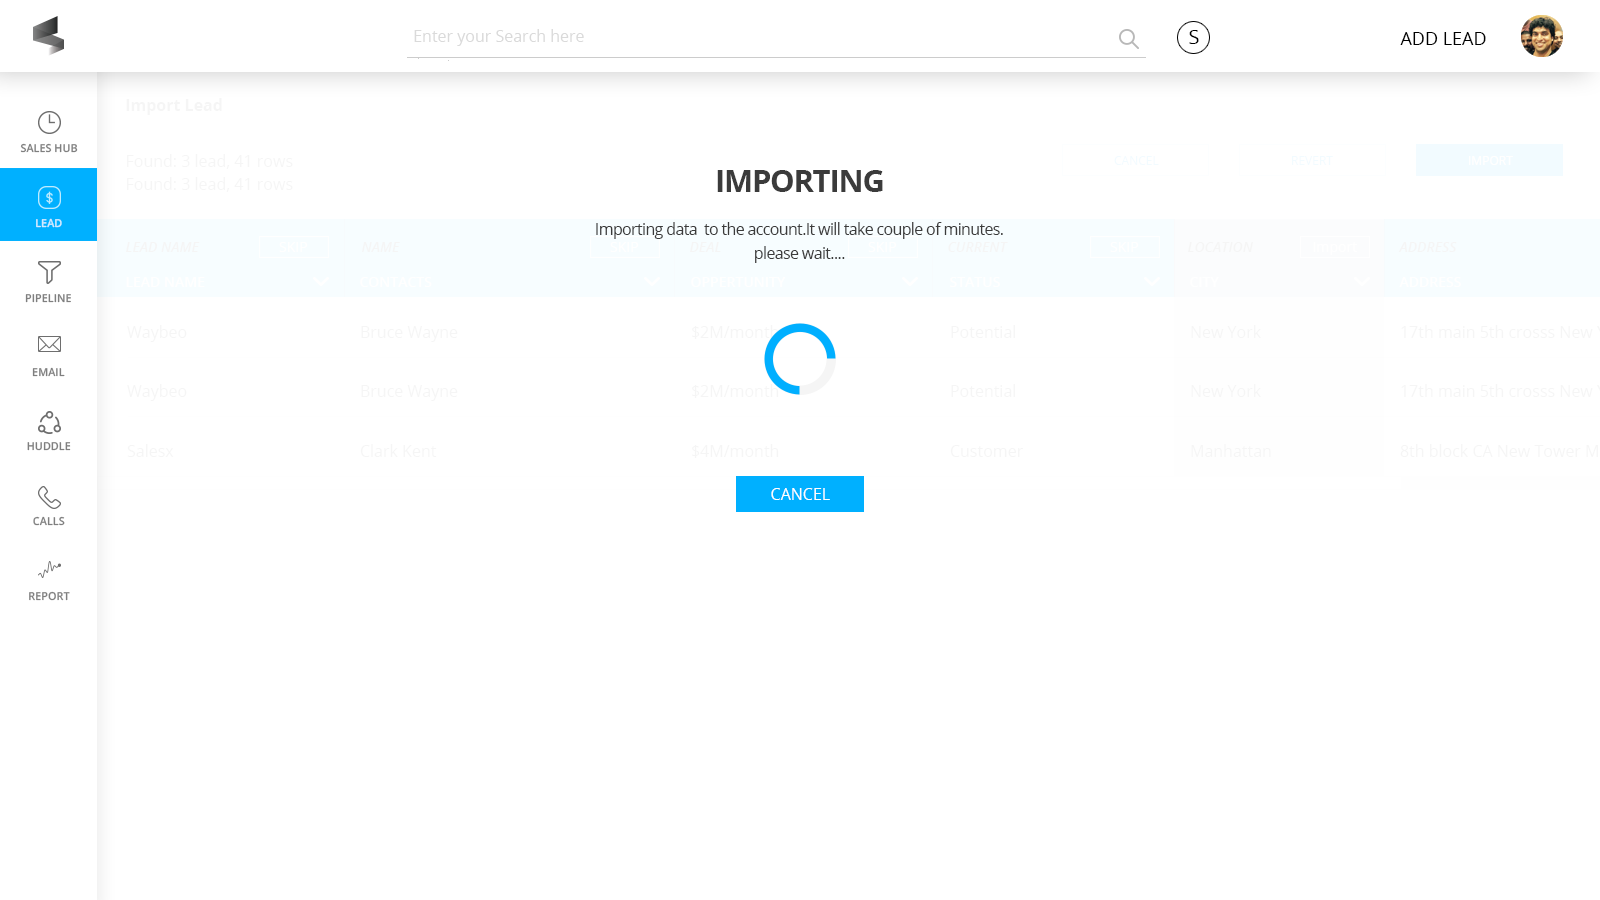 Enter your Search here
S
ADD LEAD
Import Lead
SALES HUB
Found: 3 lead, 41 rows
CANCEL
REVERT
IMPORT
Found: 3 lead, 41 rows
IMPORTING
LEAD
Importing data  to the account.It will take couple of minutes.
please wait....
LEAD NAME
NAME
DEAL
CURRENT
LOCATION
ADDRESS
LEAD NAME
CONTACTS
OPPERTUNITY
STATUS
CITY
ADDRESS
PIPELINE
Waybeo
Bruce Wayne
$2M/month
Potential
New York
17th main 5th crosss New
EMAIL
Waybeo
Bruce Wayne
$2M/month
Potential
New York
17th main 5th crosss New
HUDDLE
Salesx
Clark Kent
$4M/month
Customer
Manhattan
8th block CA New Tower M
CANCEL
CALLS
REPORT